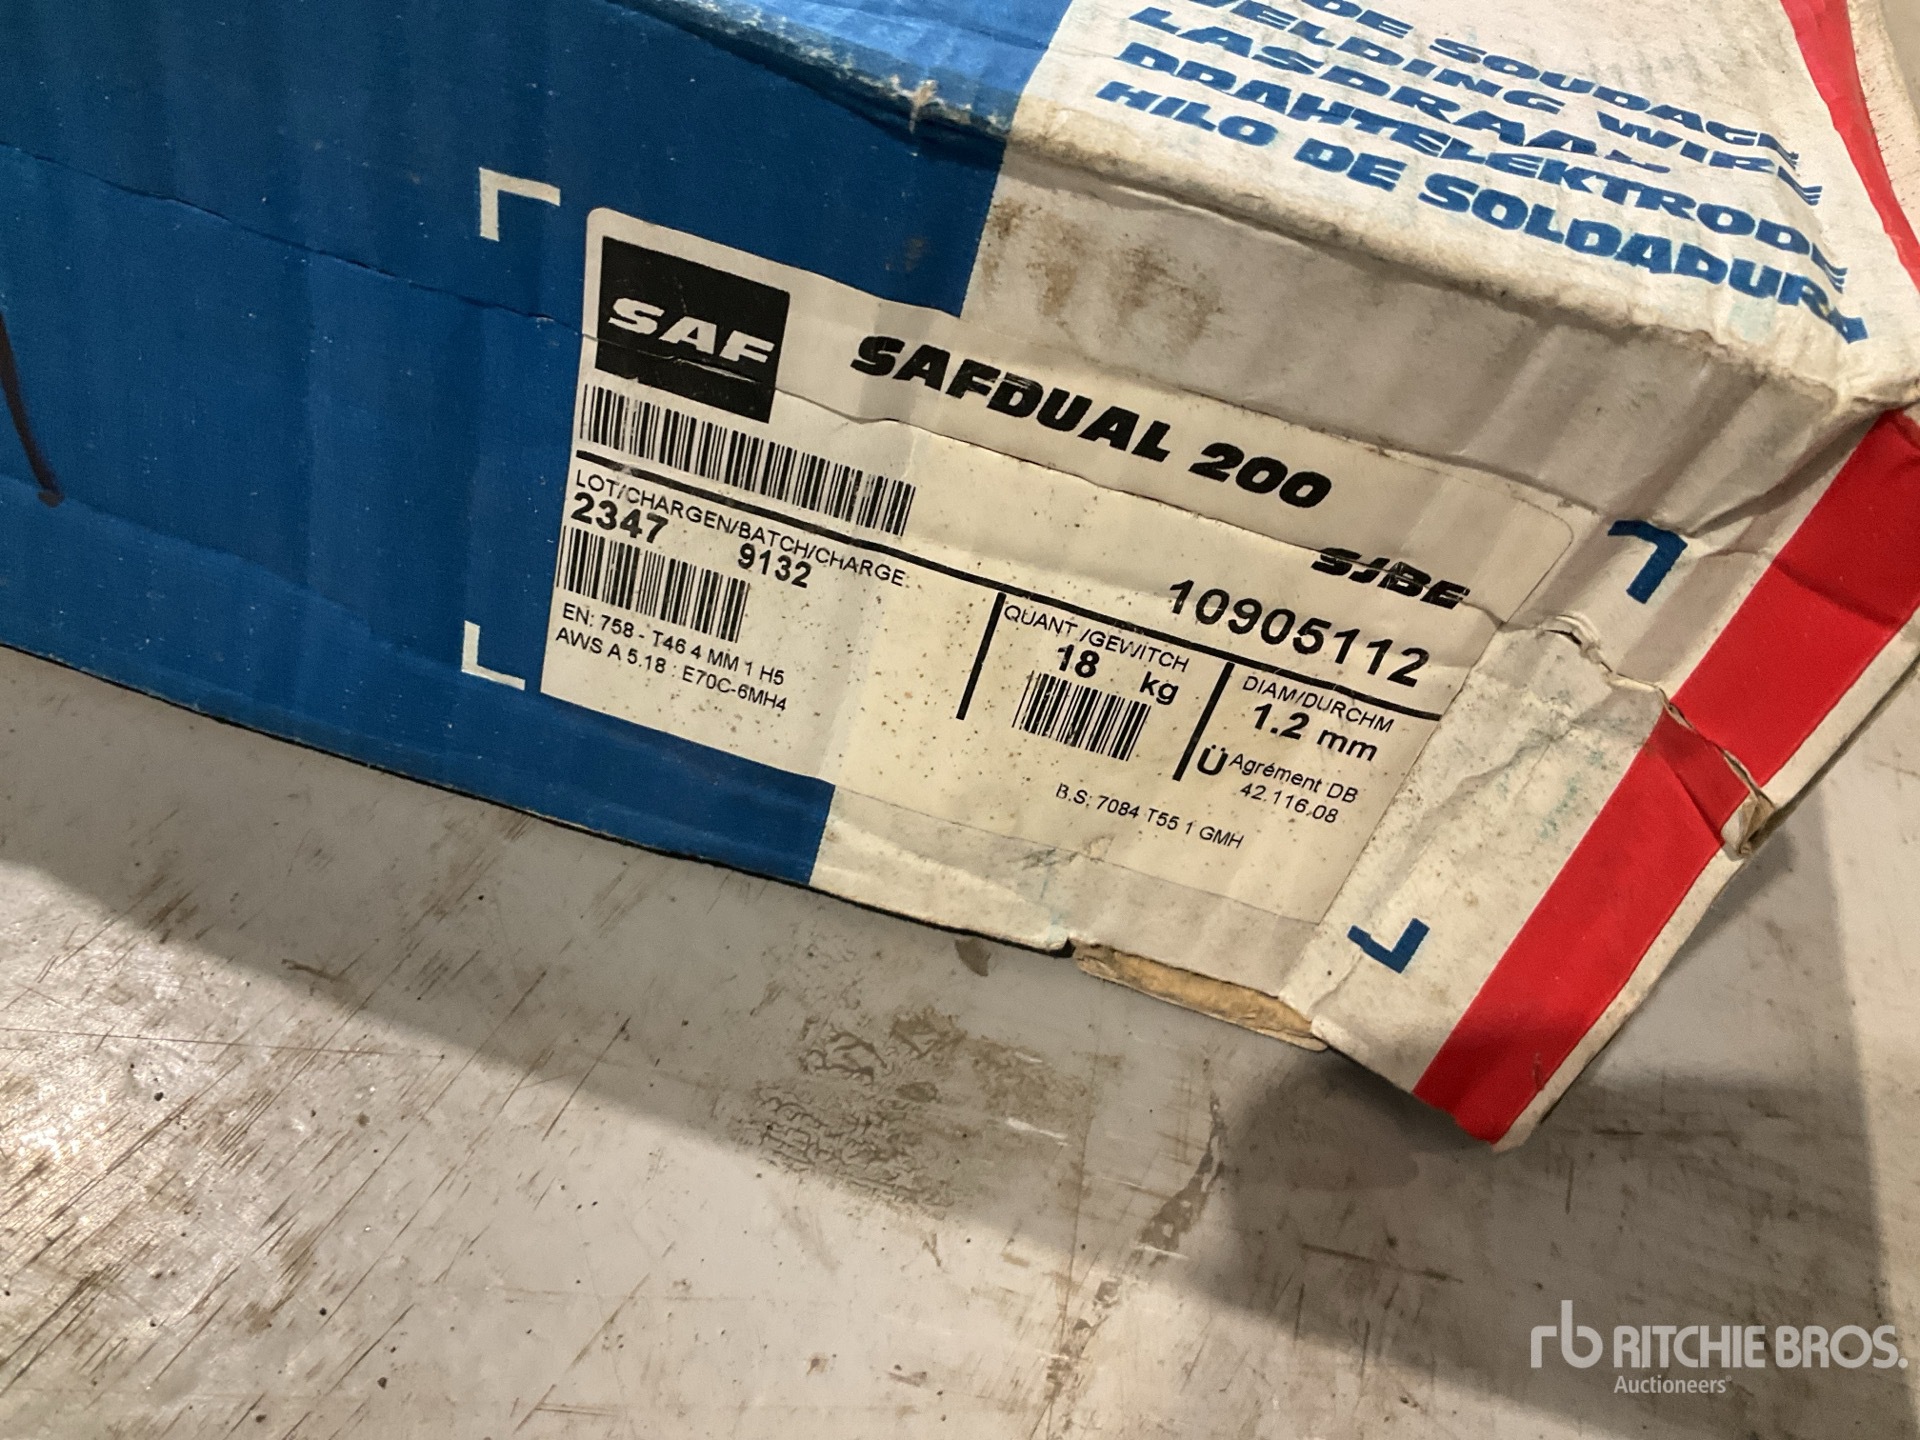 DE SOUDAGE
WELDING WIRE
LASDRAAD
DRAHTELEKTRODE
HILO DE SOLDADURA
SAF
SAFDUAL 200
SJBE
LOT/CHARGEN/BATCH/CHARGE:
2347 9132
10905112
EN: 758 - T46 4 MM 1 H5
AWS A 5.18 : E70C-6MH4
QUANT./GEWITCH
18 kg
DIAM/DURCHM
1.2 mm
Ü Agrément DB
42.116.08
B.S: 7084 T55 1 GMH
rb RITCHIE BROS.
Auctioneers